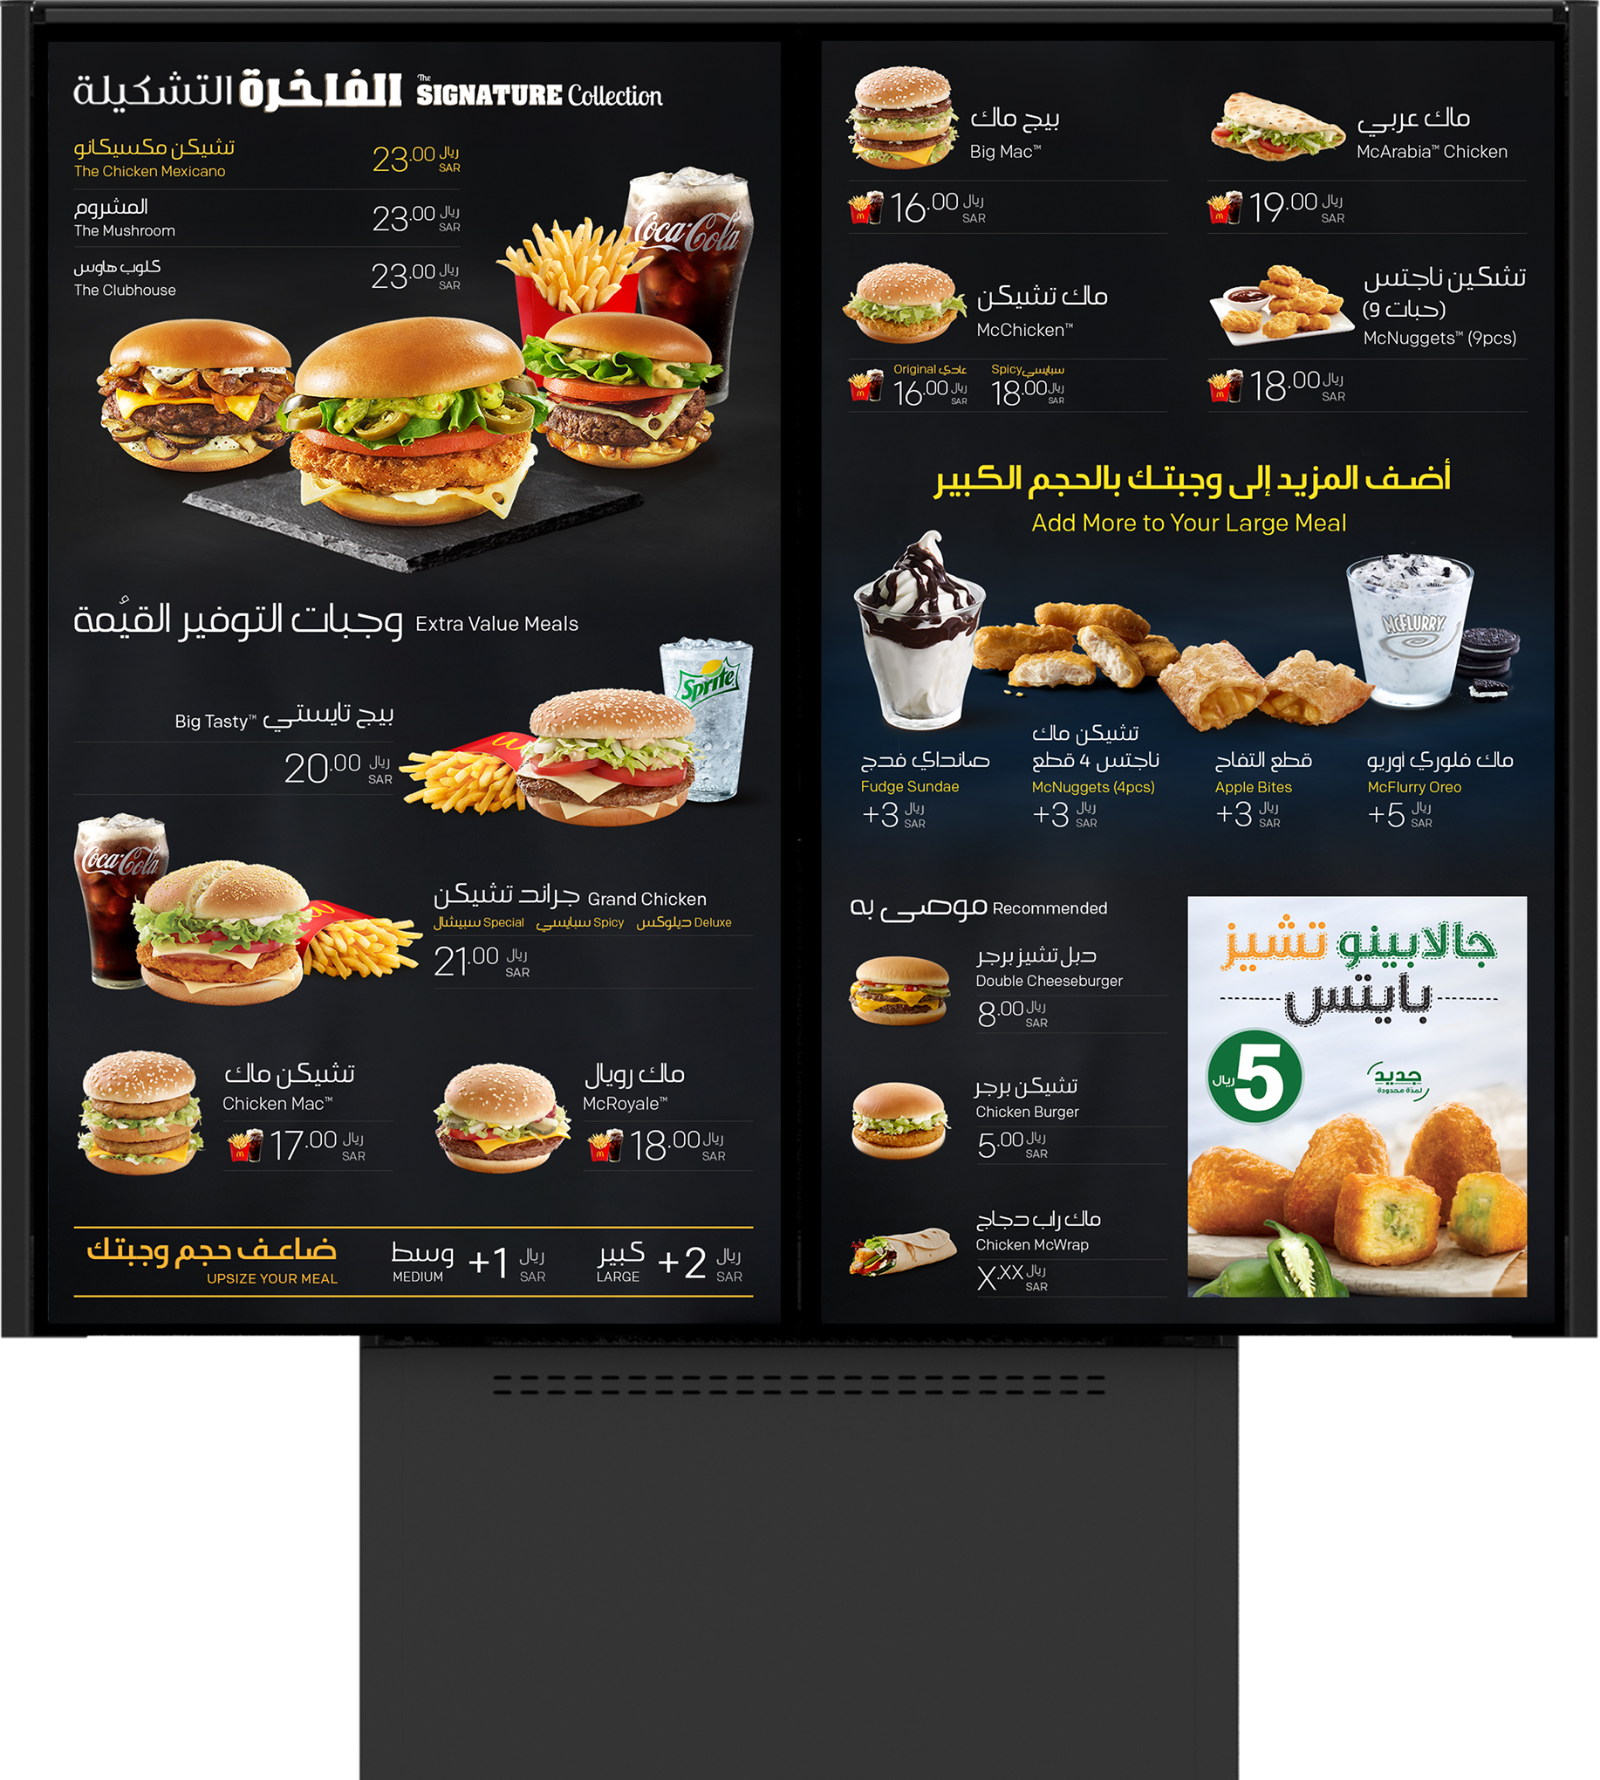 التشكيلة الفاخرة The SIGNATURE Collection
تشيكن مكسيكانو
The Chicken Mexicano
23.00 ريال SAR
المشروم
The Mushroom
23.00 ريال SAR
كلوب هاوس
The Clubhouse
23.00 ريال SAR
Coca-Cola
وجبات التوفير القيّمة Extra Value Meals
Sprite
Big Tasty™ بيج تايستي
20.00 ريال SAR
Coca-Cola
جراند تشيكن Grand Chicken
سبيشال Special سبايسي Spicy ديلوكس Deluxe
21.00 ريال SAR
تشيكن ماك
Chicken Mac™
17.00 ريال SAR
ماك رويال
McRoyale™
18.00 ريال SAR
ضاعف حجم وجبتك
UPSIZE YOUR MEAL
وسط MEDIUM +1 ريال SAR
كبير LARGE +2 ريال SAR
بيج ماك
Big Mac™
16.00 ريال SAR
ماك عربي
McArabia™ Chicken
19.00 ريال SAR
ماك تشيكن
McChicken™
Original عادي
16.00 ريال SAR
Spicy سبايسي
18.00 ريال SAR
تشكين ناجتس
(9 حبات)
McNuggets™ (9pcs)
18.00 ريال SAR
أضف المزيد إلى وجبتك بالحجم الكبير
Add More to Your Large Meal
McFLURRY
صانداي فدج
Fudge Sundae
+3 ريال SAR
تشيكن ماك
ناجتس 4 قطع
McNuggets (4pcs)
+3 ريال SAR
قطع التفاح
Apple Bites
+3 ريال SAR
ماك فلوري أوريو
McFlurry Oreo
+5 ريال SAR
موصى به Recommended
دبل تشيز برجر
Double Cheeseburger
8.00 ريال SAR
تشيكن برجر
Chicken Burger
5.00 ريال SAR
ماك راب دجاج
Chicken McWrap
X.XX ريال SAR
جالابينو تشيز
بايتس
5 ريال
جديد
لمدة محدودة